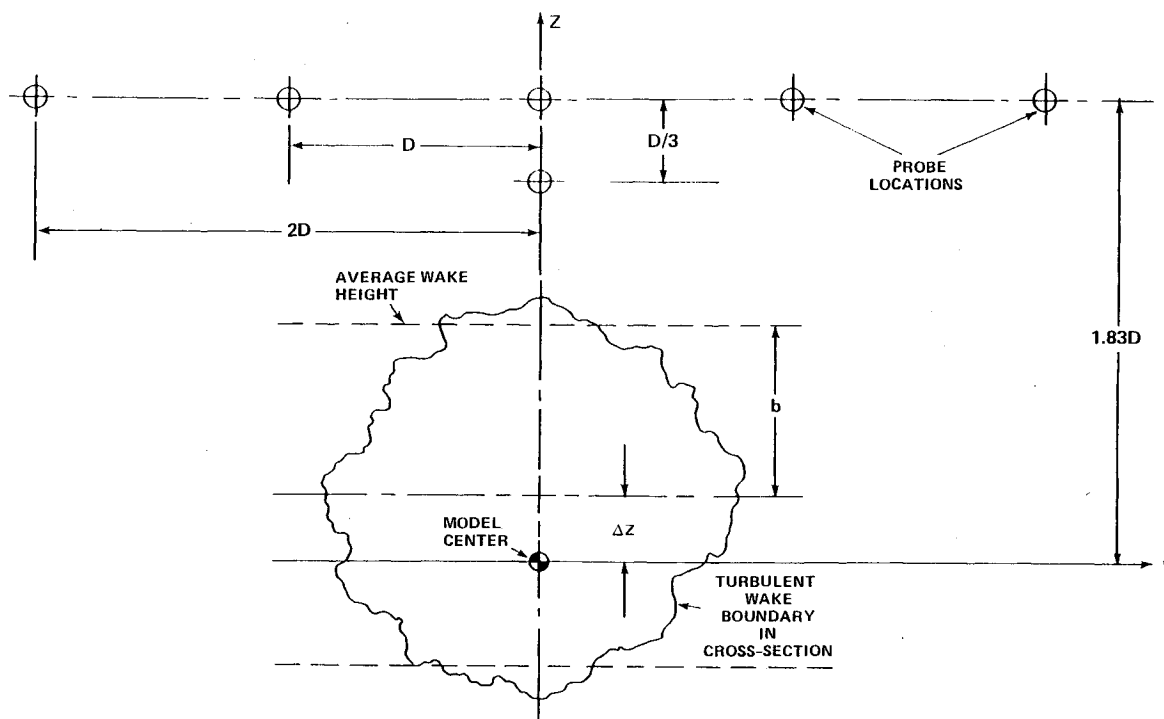 Z
D
D/3
PROBE
LOCATIONS
2D
AVERAGE WAKE
HEIGHT
1.83D
b
MODEL
CENTER
ΔZ
TURBULENT
WAKE
BOUNDARY
IN
CROSS-SECTION